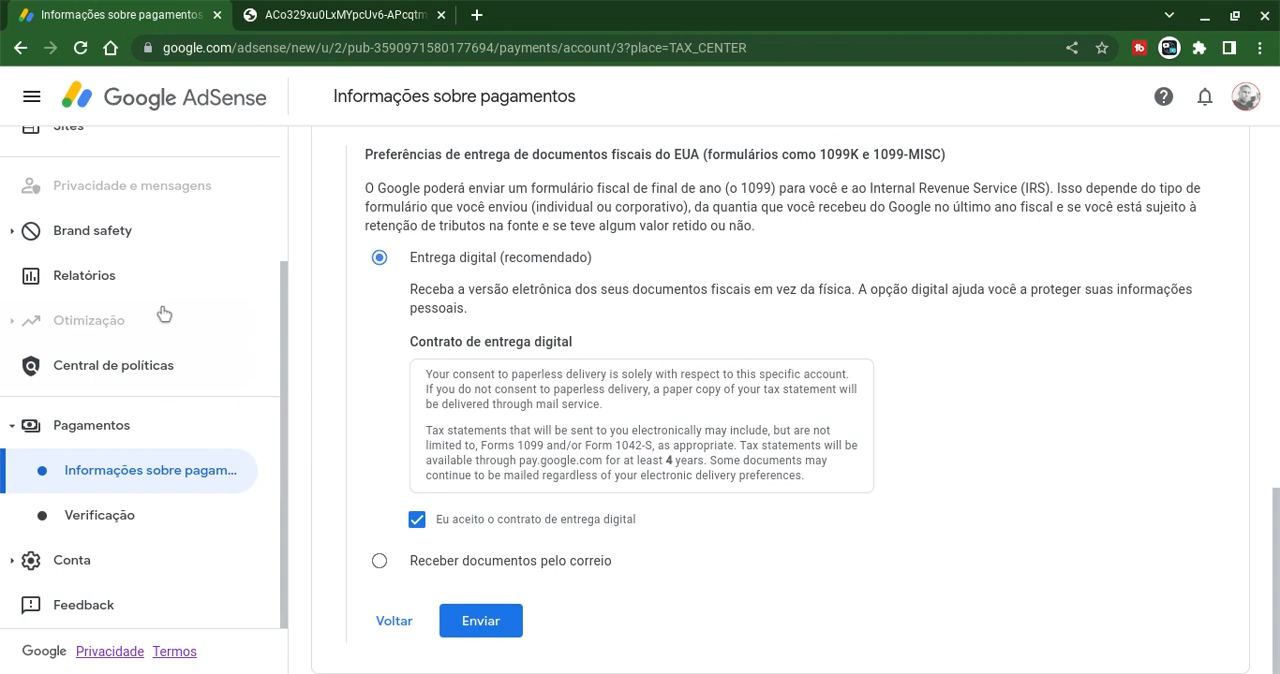 Informações sobre pagamentos
ACo329xu0LxMYpcUv6-APcqtm
google.com/adsense/new/u/2/pub-3590971580177694/payments/account/3?place=TAX_CENTER
Google AdSense
Informações sobre pagamentos
Sites
Privacidade e mensagens
Brand safety
Relatórios
Otimização
Central de políticas
Pagamentos
Informações sobre pagam...
Verificação
Conta
Feedback
Google Privacidade Termos
Preferências de entrega de documentos fiscais do EUA (formulários como 1099K e 1099-MISC)
O Google poderá enviar um formulário fiscal de final de ano (o 1099) para você e ao Internal Revenue Service (IRS). Isso depende do tipo de
formulário que você enviou (individual ou corporativo), da quantia que você recebeu do Google no último ano fiscal e se você está sujeito à
retenção de tributos na fonte e se teve algum valor retido ou não.
Entrega digital (recomendado)
Receba a versão eletrônica dos seus documentos fiscais em vez da física. A opção digital ajuda você a proteger suas informações
pessoais.
Contrato de entrega digital
Your consent to paperless delivery is solely with respect to this specific account.
If you do not consent to paperless delivery, a paper copy of your tax statement will
be delivered through mail service.
Tax statements that will be sent to you electronically may include, but are not
limited to, Forms 1099 and/or Form 1042-S, as appropriate. Tax statements will be
available through pay.google.com for at least 4 years. Some documents may
continue to be mailed regardless of your electronic delivery preferences.
Eu aceito o contrato de entrega digital
Receber documentos pelo correio
Voltar
Enviar